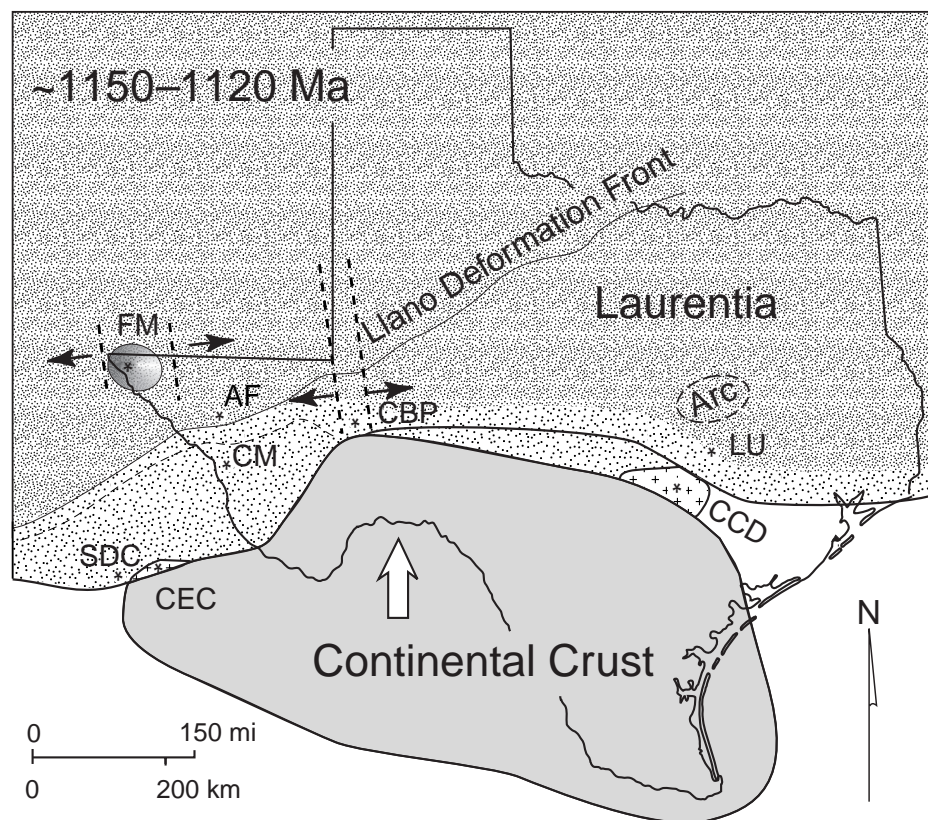 ~1150–1120 Ma
Llano Deformation Front
Laurentia
FM
AF
CBP
Arc
CM
LU
CCD
SDC
CEC
N
Continental Crust
0 150 mi
0 200 km